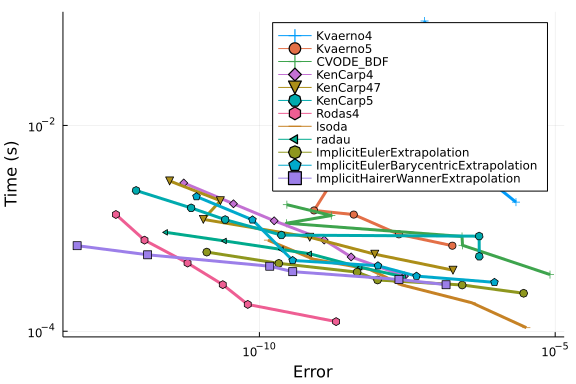 Kvaerno4
Kvaerno5
CVODE_BDF
KenCarp4
KenCarp47
KenCarp5
Rodas4
lsoda
radau
ImplicitEulerExtrapolation
ImplicitEulerBarycentricExtrapolation
ImplicitHairerWannerExtrapolation
Time (s)
10⁻²
10⁻⁴
10⁻¹⁰
10⁻⁵
Error